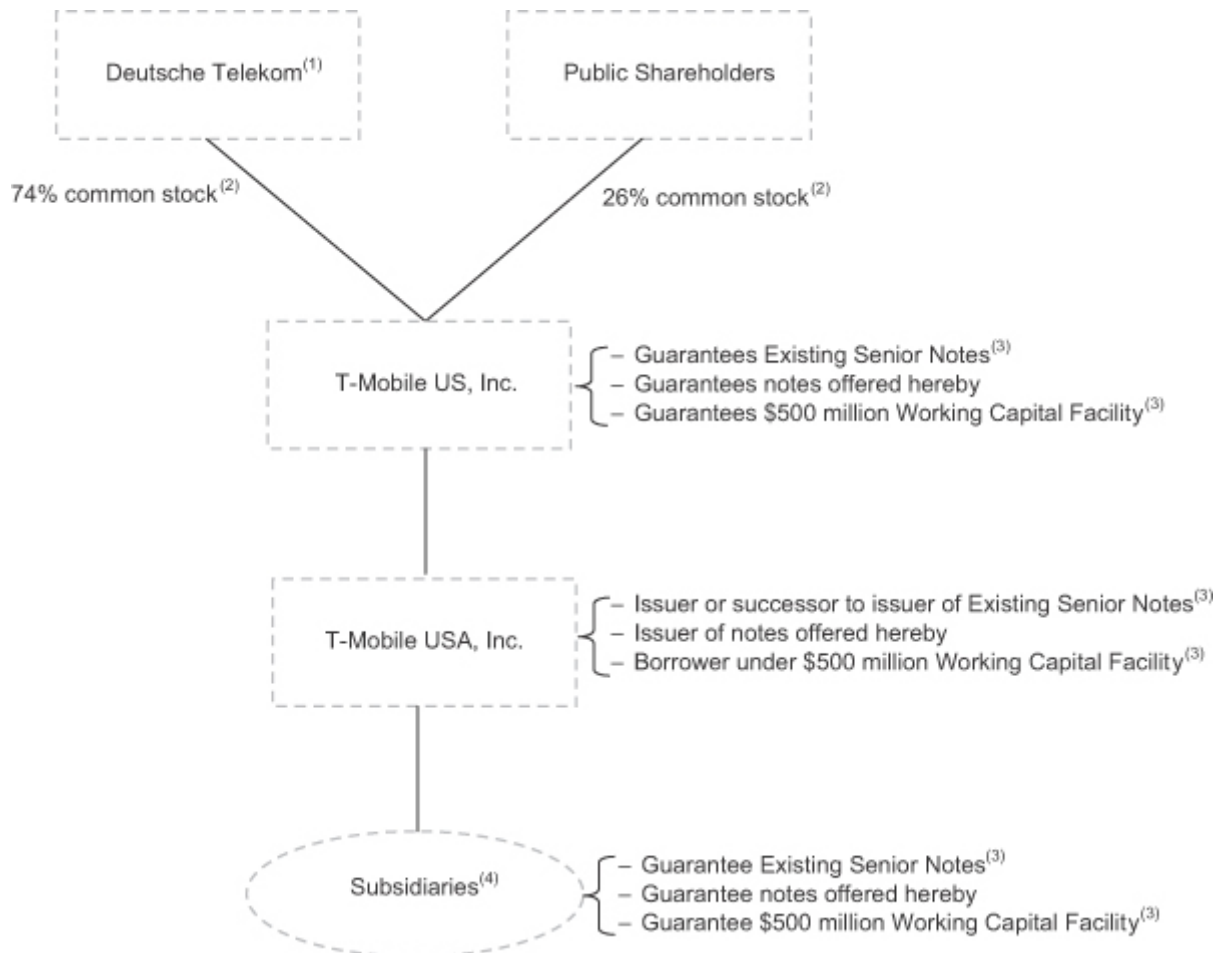 Deutsche Telekom(1)
Public Shareholders
74% common stock(2)
26% common stock(2)
T-Mobile US, Inc.
– Guarantees Existing Senior Notes(3)
– Guarantees notes offered hereby
– Guarantees $500 million Working Capital Facility(3)
T-Mobile USA, Inc.
– Issuer or successor to issuer of Existing Senior Notes(3)
– Issuer of notes offered hereby
– Borrower under $500 million Working Capital Facility(3)
Subsidiaries(4)
– Guarantee Existing Senior Notes(3)
– Guarantee notes offered hereby
– Guarantee $500 million Working Capital Facility(3)